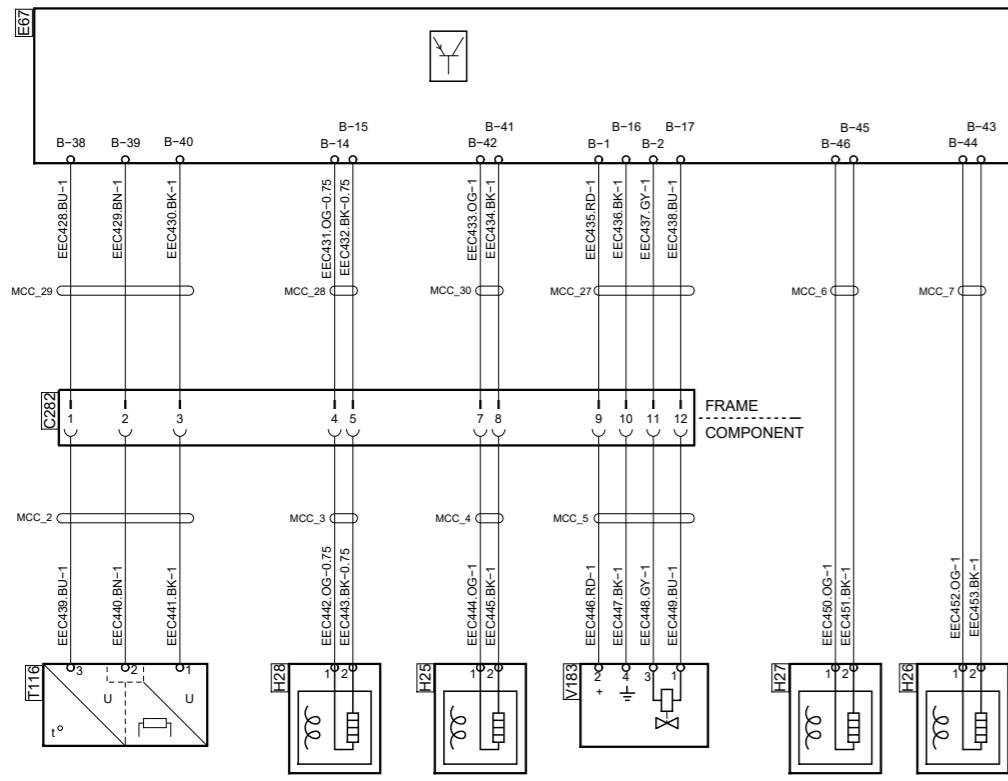 E67
B-15 B-41 B-16 B-17 B-45 B-43
B-38 B-39 B-40 B-14 B-42 B-1 B-2 B-46 B-44
EEC428.BU-1
EEC429.BN-1
EEC430.BK-1
EEC431.OG-0.75
EEC432.BK-0.75
EEC433.OG-1
EEC434.BK-1
EEC435.RD-1
EEC436.BK-1
EEC437.GY-1
EEC438.BU-1
MCC_29 MCC_28 MCC_30 MCC_27 MCC_6 MCC_7
C282
1 2 3 4 5 7 8 9 10 11 12
FRAME
COMPONENT
MCC_2 MCC_3 MCC_4 MCC_5
EEC439.BU-1
EEC440.BN-1
EEC441.BK-1
EEC442.OG-0.75
EEC443.BK-0.75
EEC444.OG-1
EEC445.BK-1
EEC446.RD-1
EEC447.BK-1
EEC448.GY-1
EEC449.BU-1
EEC450.OG-1
EEC451.BK-1
EEC452.OG-1
EEC453.BK-1
T116
3 2 1
U U
t°
H28
1 2
H25
1 2
V183
2 4 3 1
+
H27
1 2
H26
1 2